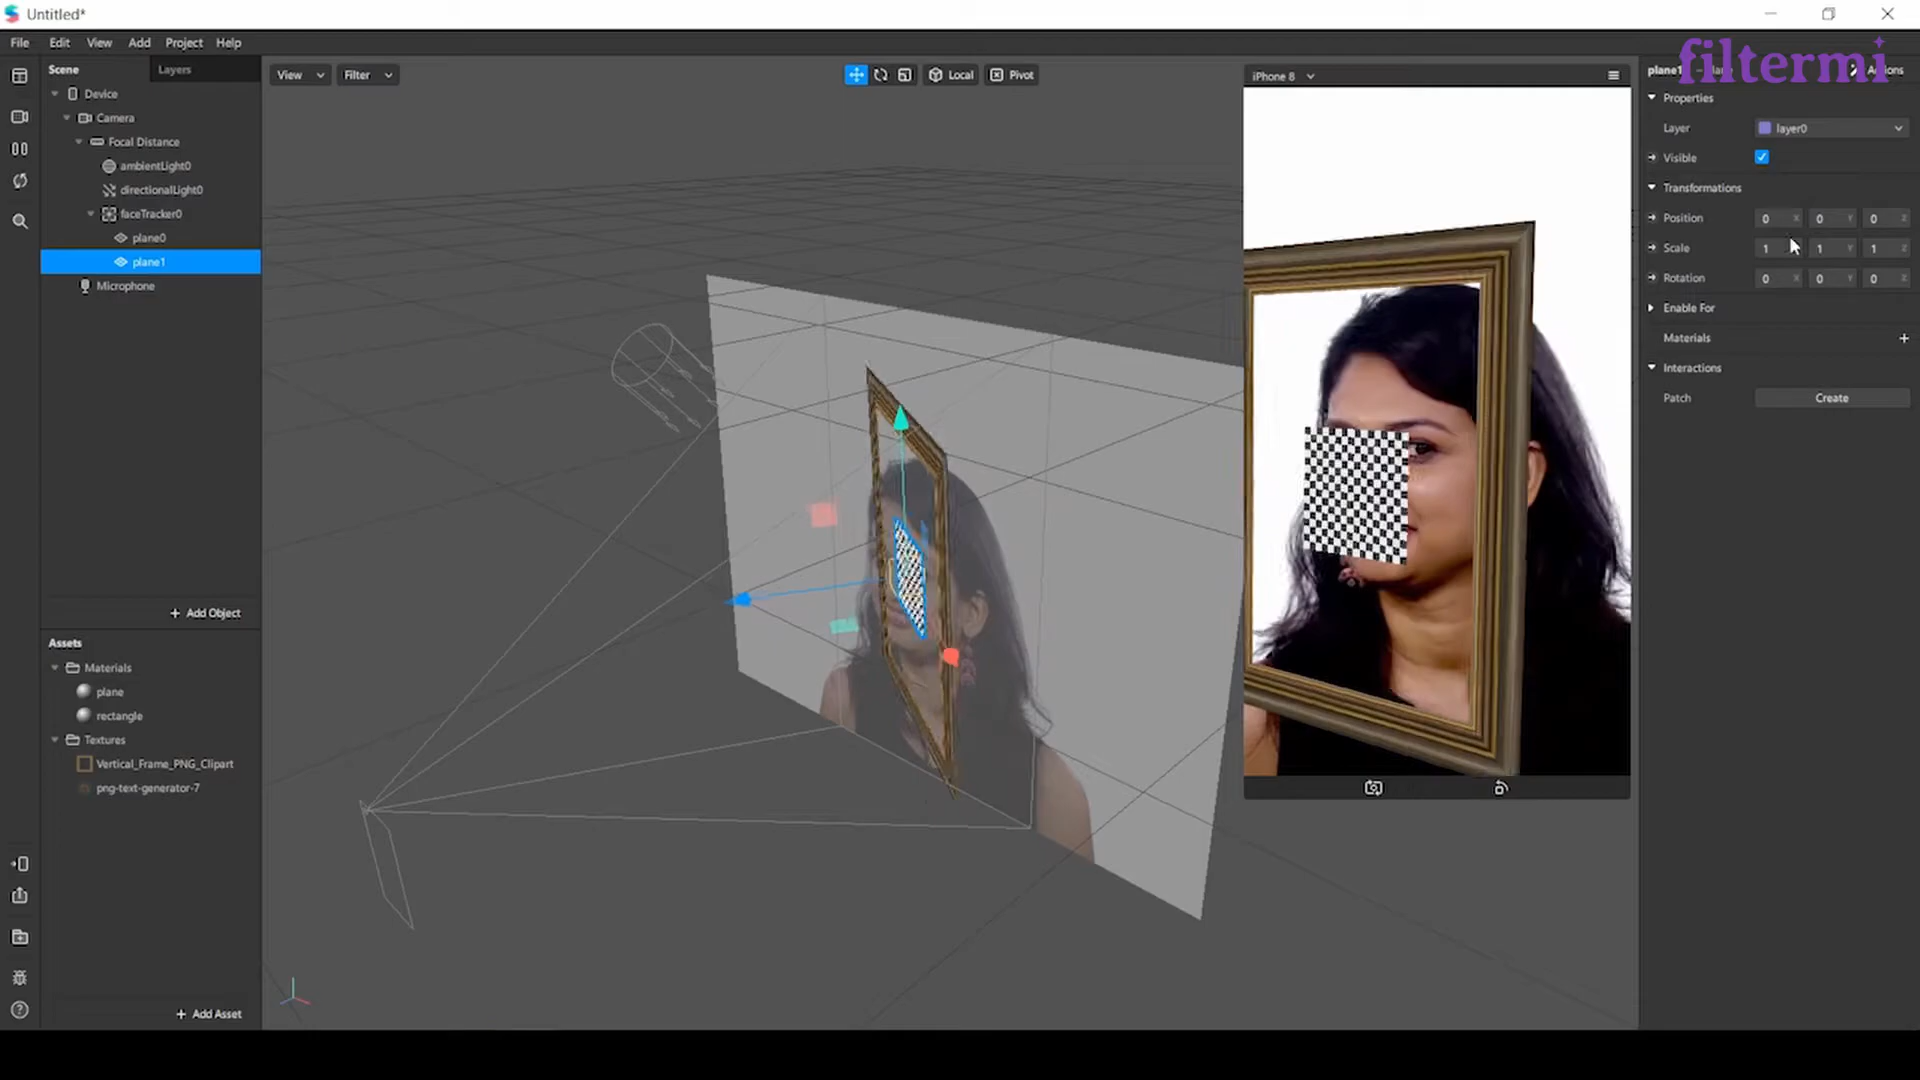 Untitled*
File Edit View Add Project Help
filtermi
Scene Layers
Device
Camera
Focal Distance
ambientLight0
directionalLight0
faceTracker0
plane0
plane1
Microphone
+ Add Object
Assets
Materials
plane
rectangle
Textures
Vertical_Frame_PNG_Clipart
png-text-generator-7
+ Add Asset
View Filter
Local Pivot
iPhone 8
plane1 Actions
Properties
Layer layer0
Visible
Transformations
Position 0 X 0 Y 0 Z
Scale 1 X 1 Y 1 Z
Rotation 0 X 0 Y 0 Z
Enable For
Materials +
Interactions
Patch Create